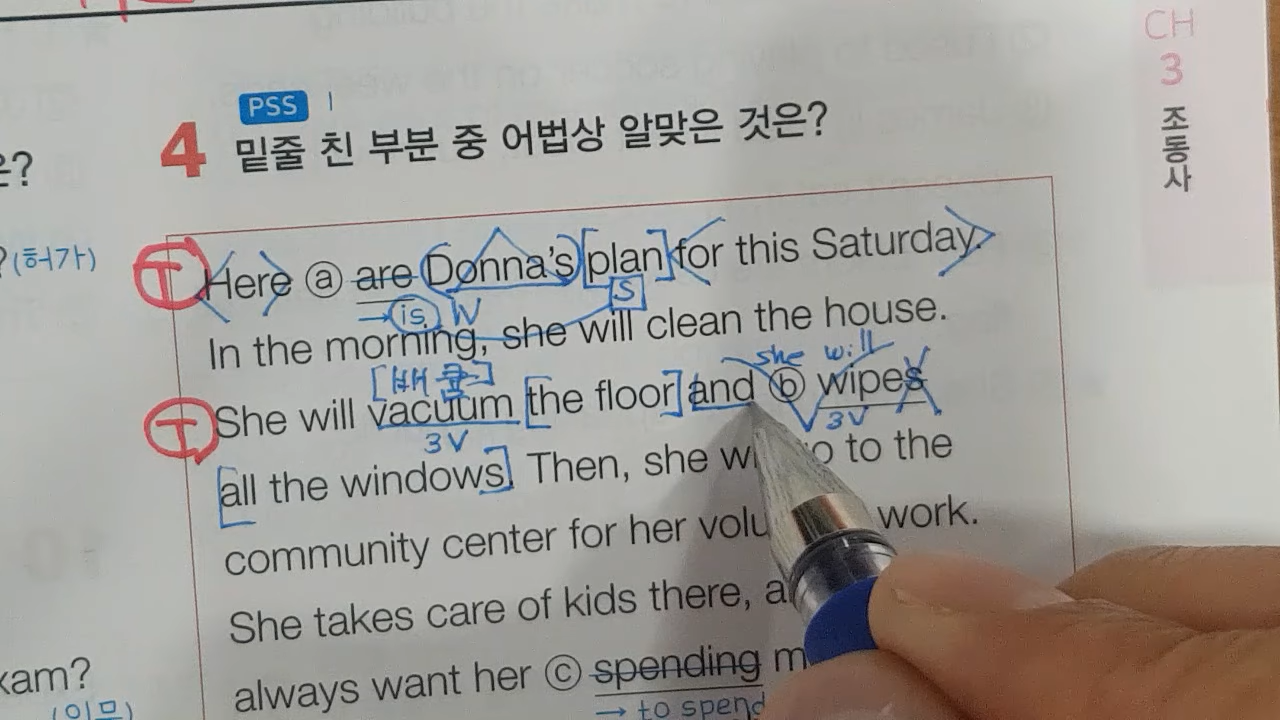 CH
3
조동사
PSS 1
4 밑줄 친 부분 중 어법상 알맞은 것은?
은?
?(허가)
T Here ⓐ are Donna's plan for this Saturday.
→ is V S
In the morning, she will clean the house.
[배큠] she will
T She will vacuum the floor and ⓑ wipes
3V 3V
all the windows. Then, she to the
community center for her work.
She takes care of kids there,
always want her ⓒ spending
→ to spend
xam?
(의무)